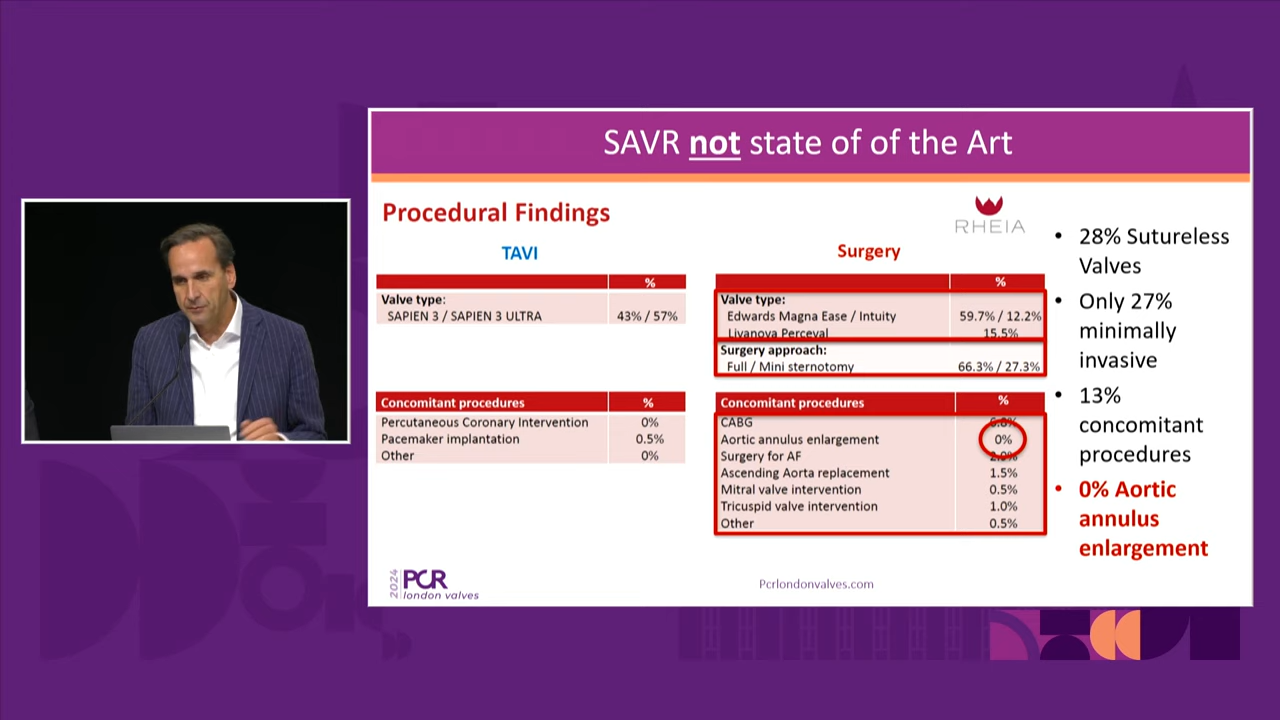 SAVR not state of of the Art
Procedural Findings
RHEIA
TAVI
%
Valve type:
SAPIEN 3 / SAPIEN 3 ULTRA 43% / 57%
Concomitant procedures %
Percutaneous Coronary Intervention 0%
Pacemaker implantation 0.5%
Other 0%
Surgery
%
Valve type:
Edwards Magna Ease / Intuity 59.7% / 12.2%
Livanova Perceval 15.5%
Surgery approach:
Full / Mini sternotomy 66.3% / 27.3%
Concomitant procedures %
CABG
Aortic annulus enlargement 0%
Surgery for AF
Ascending Aorta replacement 1.5%
Mitral valve intervention 0.5%
Tricuspid valve intervention 1.0%
Other 0.5%
• 28% Sutureless
Valves
• Only 27%
minimally
invasive
• 13%
concomitant
procedures
• 0% Aortic
annulus
enlargement
2024 PCR
london valves
Pcrlondonvalves.com